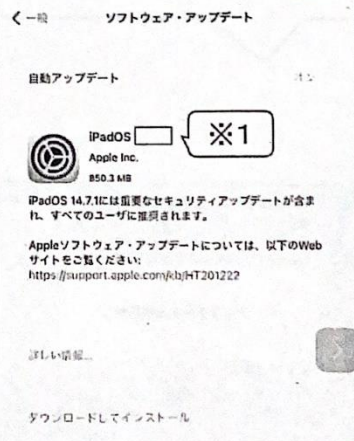 一般
ソフトウェア・アップデート
自動アップデート
オン
iPadOS
※1
Apple Inc.
850.3 MB
iPadOS 14.7.1には重要なセキュリティアップデートが含ま
れ、すべてのユーザに推奨されます。
Appleソフトウェア・アップデートについては、以下のWeb
サイトをご覧ください:
https://support.apple.com/kb/HT201222
詳しい情報...
ダウンロードしてインストール